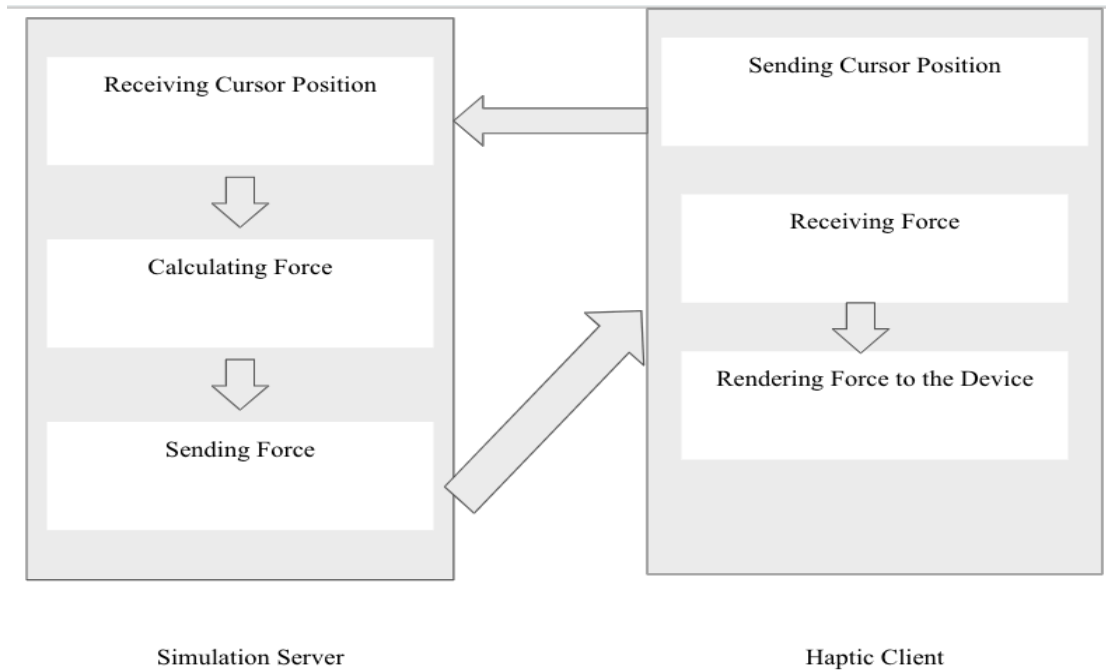 Receiving Cursor Position
Calculating Force
Sending Force
Sending Cursor Position
Receiving Force
Rendering Force to the Device
Simulation Server
Haptic Client